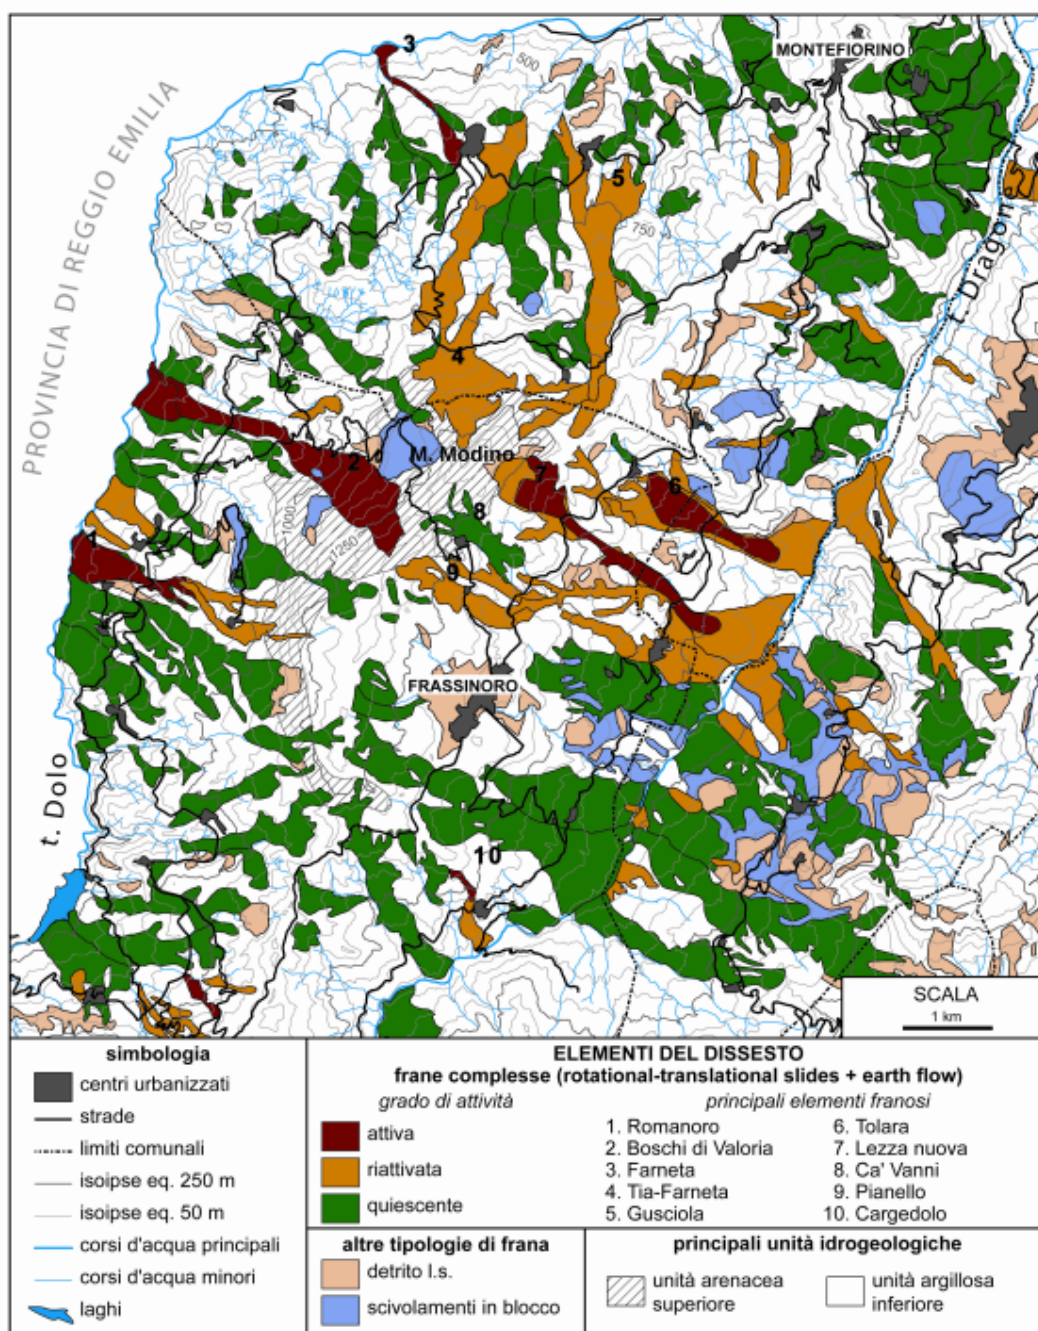 3
MONTEFIORINO
500
PROVINCIA DI REGGIO EMILIA
5
t. Dragone
750
4
2
M. Modino
7
6
8
1000
1250
1
9
FRASSINORO
t. Dolo
10
SCALA
1 km
simbologia
centri urbanizzati
strade
limiti comunali
isoipse eq. 250 m
isoipse eq. 50 m
corsi d'acqua principali
corsi d'acqua minori
laghi
ELEMENTI DEL DISSESTO
frane complesse (rotational-translational slides + earth flow)
grado di attività
attiva
riattivata
quiescente
principali elementi franosi
1. Romanoro
2. Boschi di Valoria
3. Farneta
4. Tia-Farneta
5. Gusciola
6. Tolara
7. Lezza nuova
8. Ca' Vanni
9. Pianello
10. Cargedolo
altre tipologie di frana
detrito l.s.
scivolamenti in blocco
principali unità idrogeologiche
unità arenacea
superiore
unità argillosa
inferiore